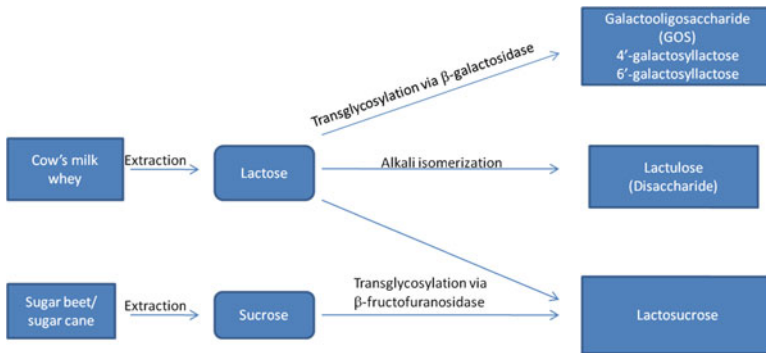 Galactooligosaccharide
(GOS)
4'-galactosyllactose
6'-galactosyllactose
Transglycosylation via β-galactosidase
Cow's milk
whey
Extraction
Lactose
Alkali isomerization
Lactulose
(Disaccharide)
Sugar beet/
sugar cane
Extraction
Sucrose
Transglycosylation via
β-fructofuranosidase
Lactosucrose